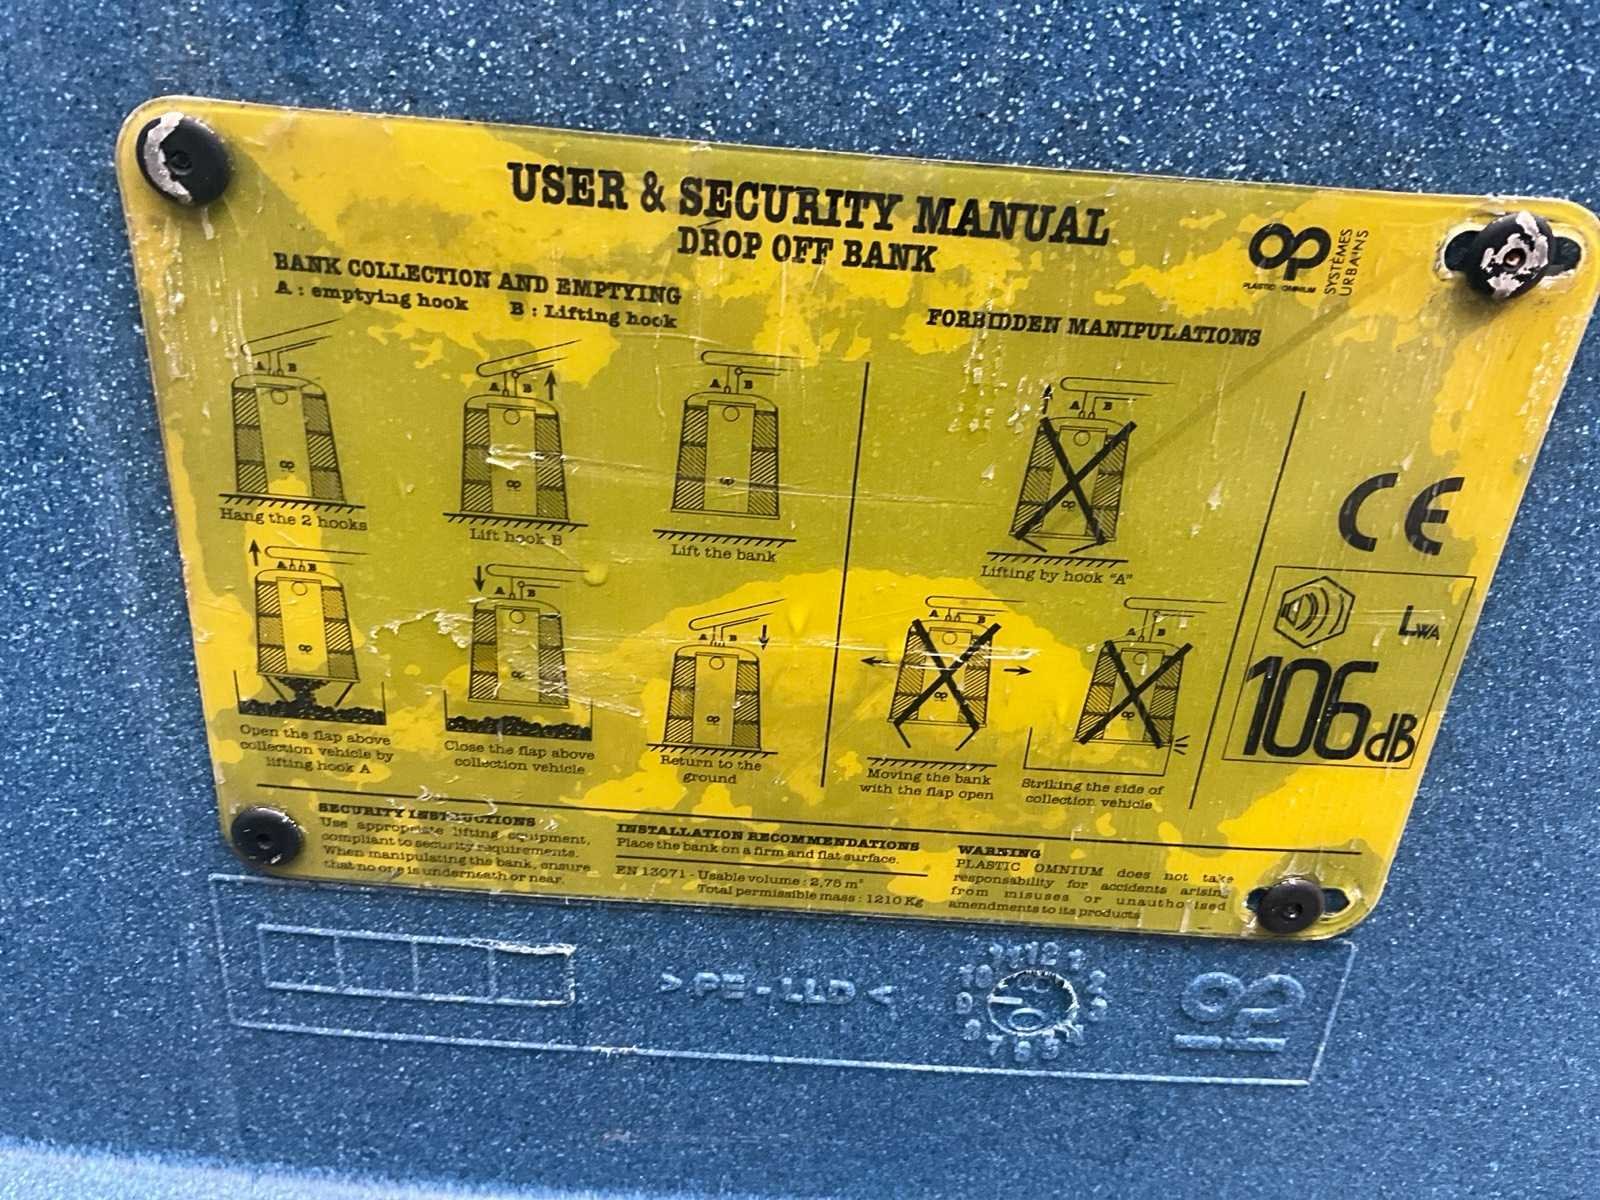 USER & SECURITY MANUAL
DROP OFF BANK
OP
PLASTIC OMNIUM
SYSTÈMES
URBAINS
BANK COLLECTION AND EMPTYING
A : emptying hook B : Lifting hook
A B
Hang the 2 hooks
A B
Lift hook B
A B
Lift the bank
A B
Open the flap above
collection vehicle by
lifting hook A
A B
Close the flap above
collection vehicle
A B
Return to the
ground
FORBIDDEN MANIPULATIONS
A B
Lifting by hook "A"
A B
Moving the bank
with the flap open
A B
Striking the side of
collection vehicle
CE
LWA
106dB
SECURITY INSTRUCTIONS
Use appropriate lifting equipment,
compliant to security requirements.
When manipulating the bank, ensure
that no one is underneath or near.
INSTALLATION RECOMMENDATIONS
Place the bank on a firm and flat surface.
EN 13071 - Usable volume : 2,75 m³
Total permissible mass : 1210 Kg
WARNING
PLASTIC OMNIUM does not take
responsibility for accidents arising
from misuses or unauthorised
amendments to its products
>PE-LLD<